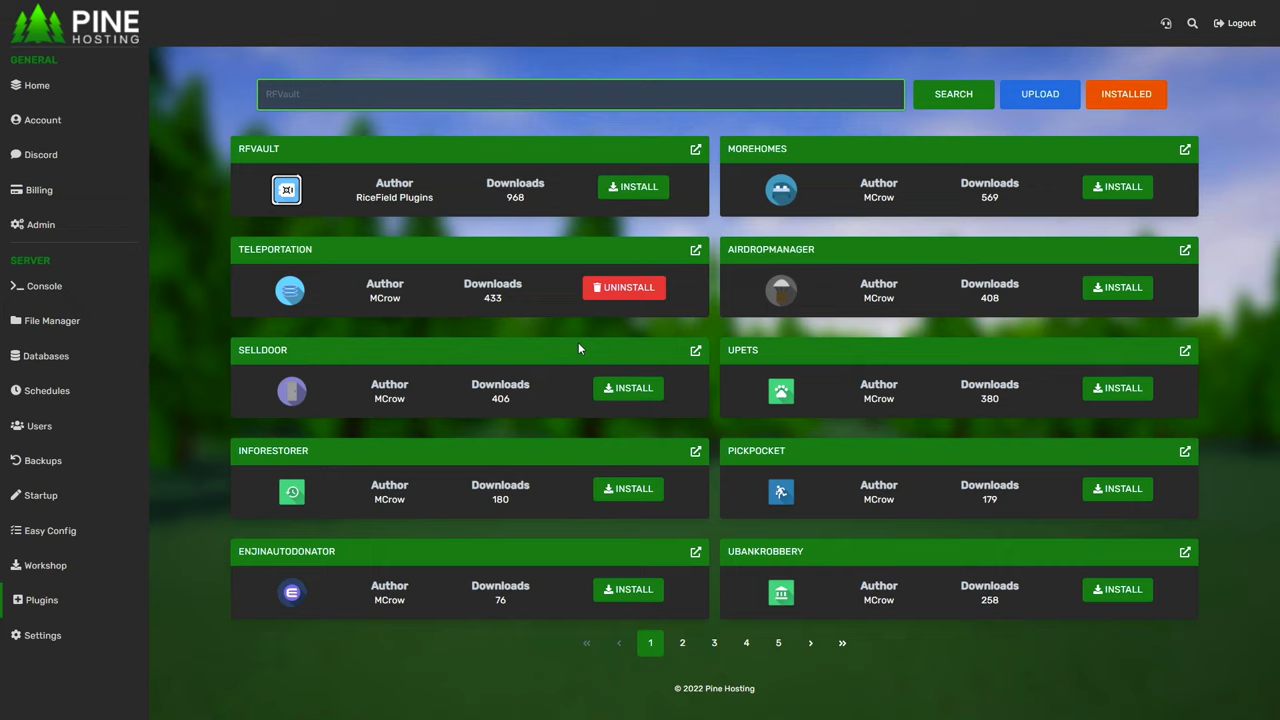 PINE
HOSTING
Logout
GENERAL
Home
Account
Discord
Billing
Admin
SERVER
Console
File Manager
Databases
Schedules
Users
Backups
Startup
Easy Config
Workshop
Plugins
Settings
RFVault
SEARCH
UPLOAD
INSTALLED
RFVAULT
Author
RiceField Plugins
Downloads
968
INSTALL
MOREHOMES
Author
MCrow
Downloads
569
INSTALL
TELEPORTATION
Author
MCrow
Downloads
433
UNINSTALL
AIRDROPMANAGER
Author
MCrow
Downloads
408
INSTALL
SELLDOOR
Author
MCrow
Downloads
406
INSTALL
UPETS
Author
MCrow
Downloads
380
INSTALL
INFORESTORER
Author
MCrow
Downloads
180
INSTALL
PICKPOCKET
Author
MCrow
Downloads
179
INSTALL
ENJINAUTODONATOR
Author
MCrow
Downloads
76
INSTALL
UBANKROBBERY
Author
MCrow
Downloads
258
INSTALL
« ‹ 1 2 3 4 5 › »
© 2022 Pine Hosting